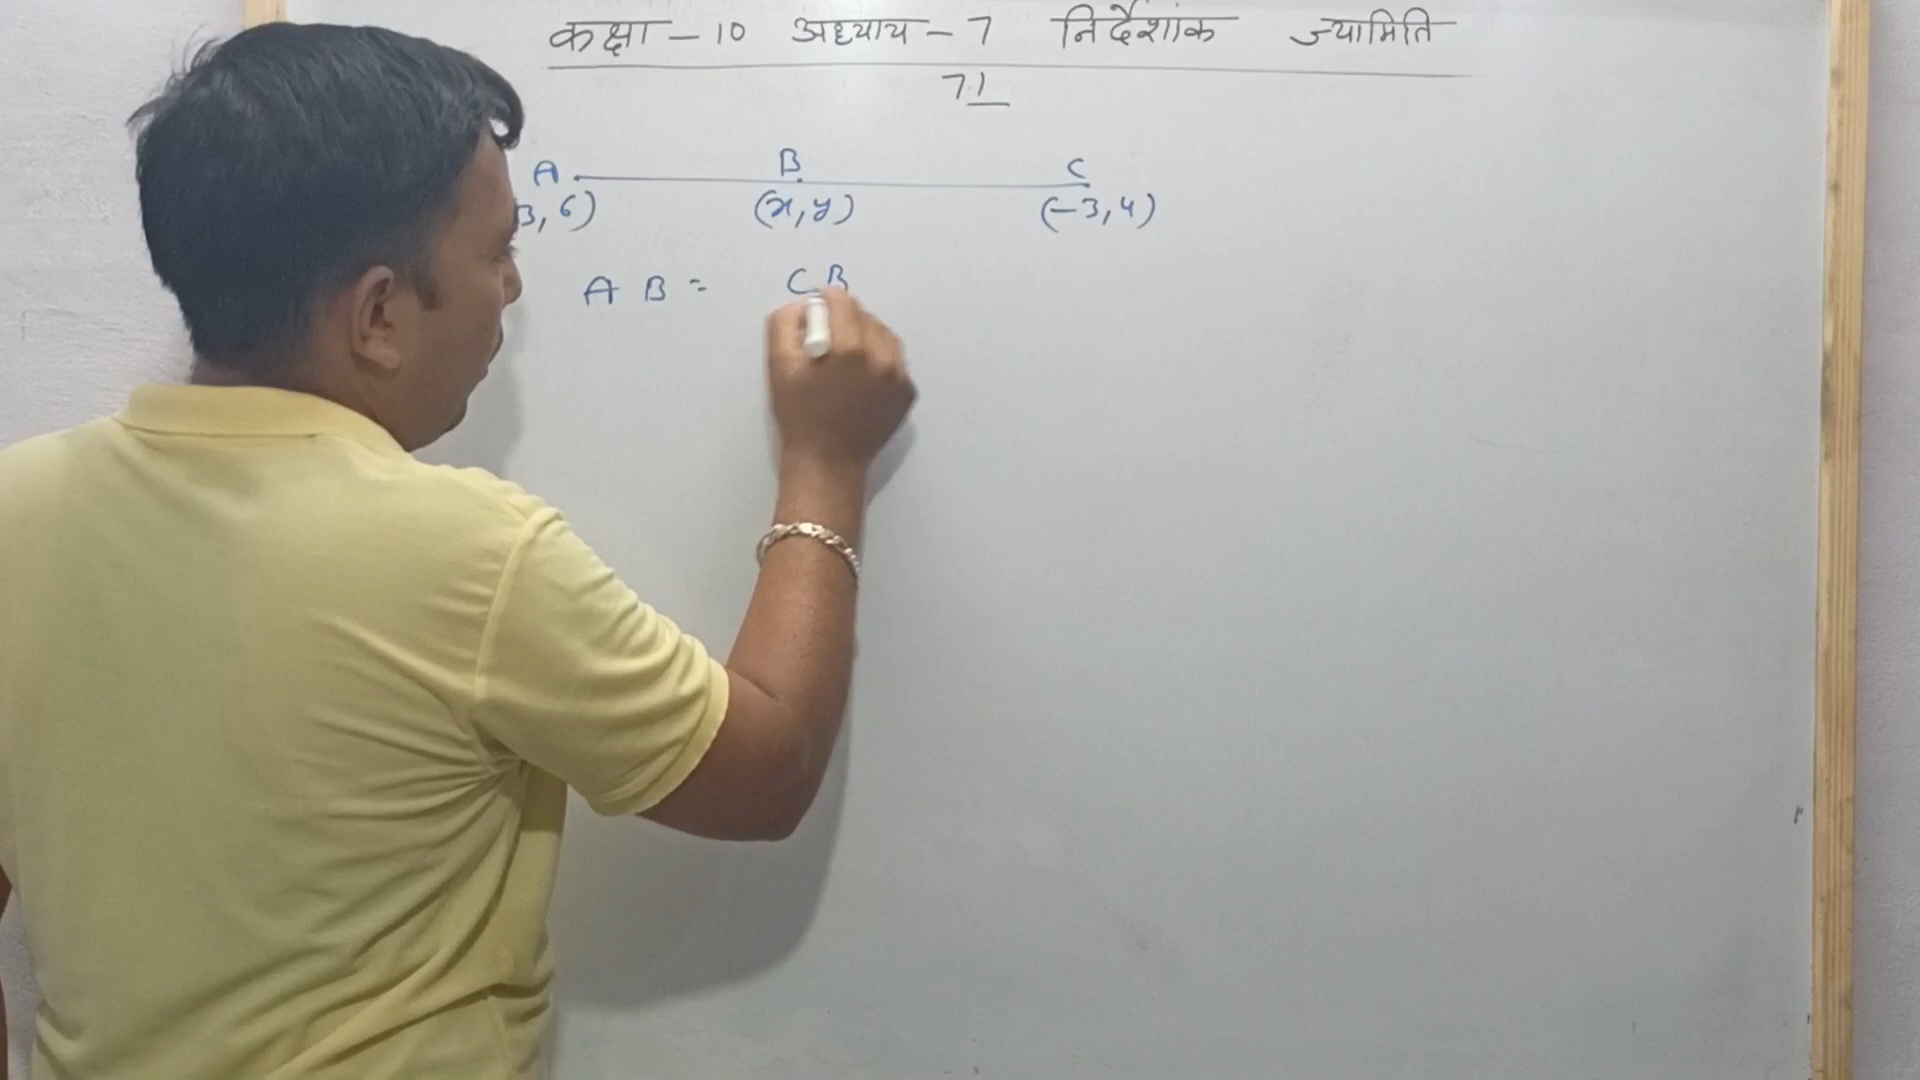 कक्षा - 10 अध्याय - 7 निर्देशांक ज्यामिति
7.1
A B C
3, 6) (x, y) (-3, 4)
A B = C B